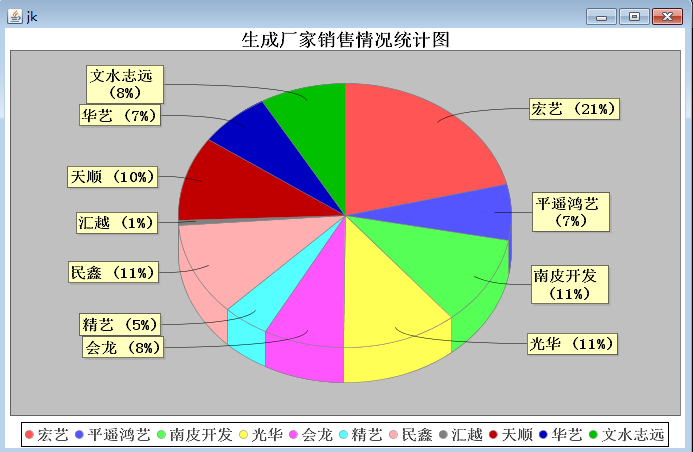 jk
生成厂家销售情况统计图
文水志远
(8%)
华艺 (7%)
天顺 (10%)
汇越 (1%)
民鑫 (11%)
精艺 (5%)
会龙 (8%)
宏艺 (21%)
平遥鸿艺
(7%)
南皮开发
(11%)
光华 (11%)
宏艺 平遥鸿艺 南皮开发 光华 会龙 精艺 民鑫 汇越 天顺 华艺 文水志远